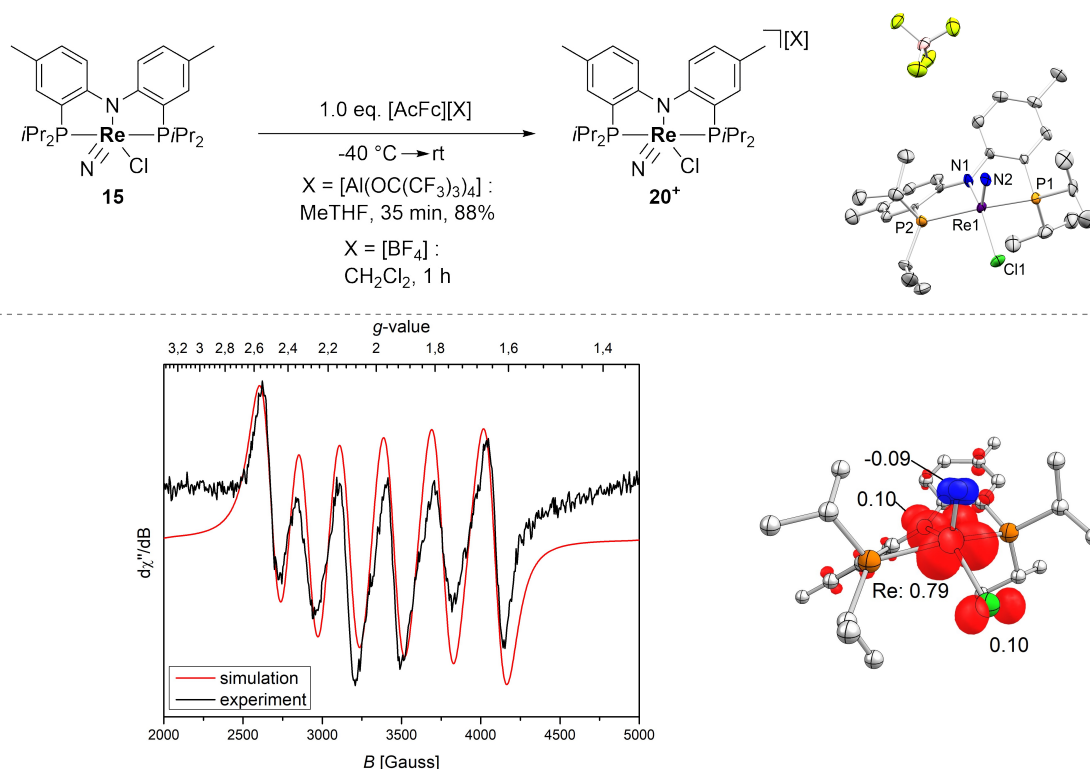 N
iPr2P
Re
PiPr2
N
Cl
15
1.0 eq. [AcFc][X]
-40 °C → rt
X = [Al(OC(CF3)3)4] :
MeTHF, 35 min, 88%
X = [BF4] :
CH2Cl2, 1 h
[X]
N
iPr2P
Re
PiPr2
N
Cl
20+
N1
N2
P1
P2
Re1
Cl1
g-value
3,2 3 2,8 2,6 2,4 2,2 2 1,8 1,6 1,4
dχ"/dB
simulation
experiment
2000 2500 3000 3500 4000 4500 5000
B [Gauss]
-0.09
0.10
Re: 0.79
0.10